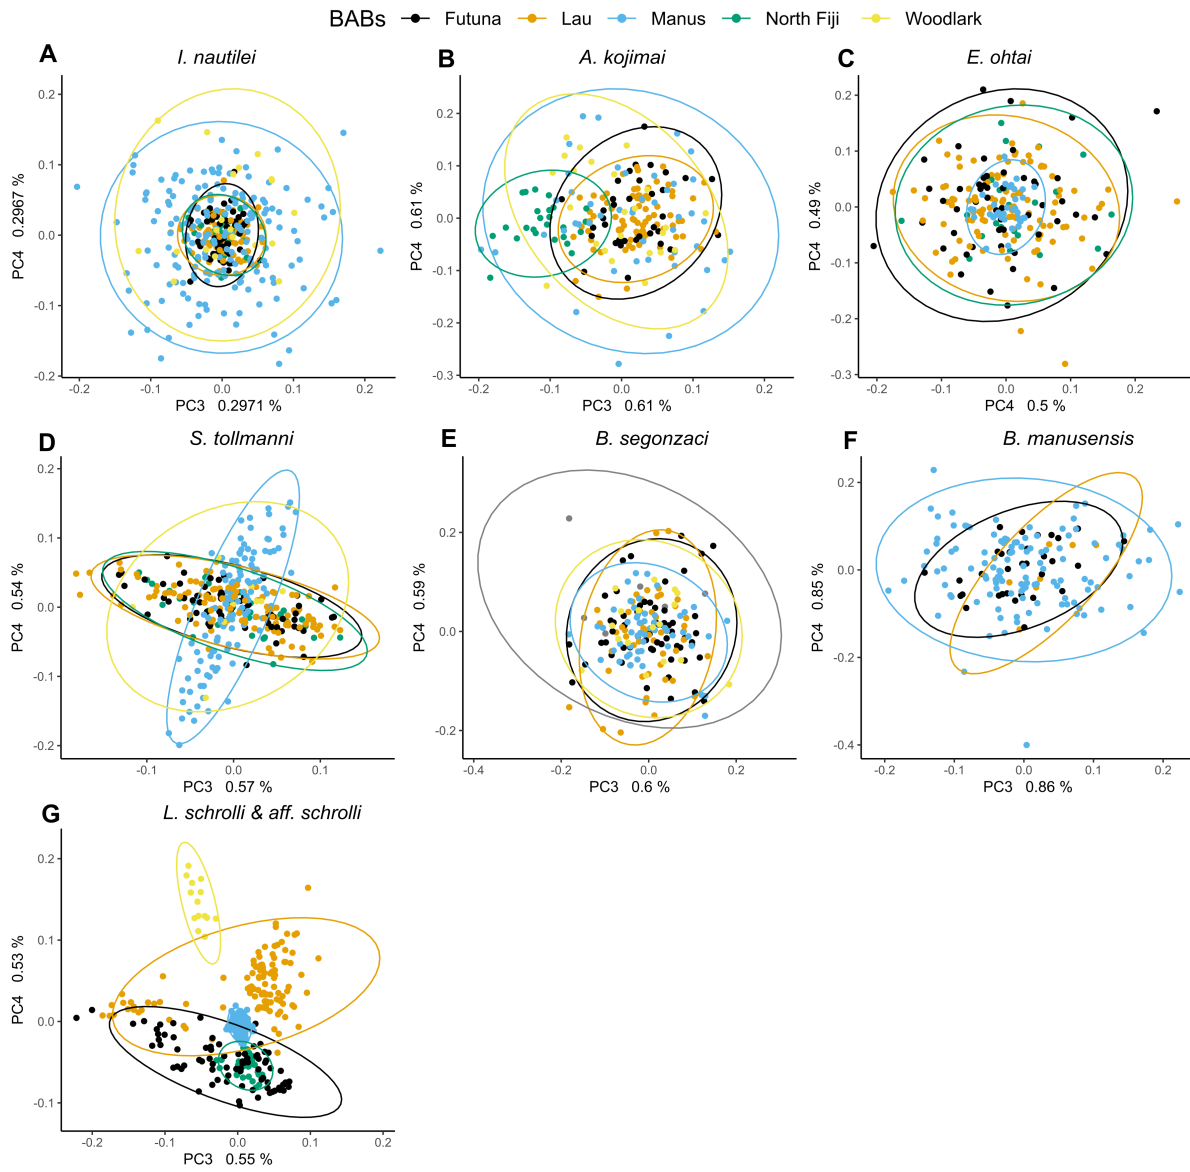 BABs Futuna Lau Manus North Fiji Woodlark
A I. nautilei
PC4 0.2967 %
0.2
0.1
0.0
-0.1
-0.2
-0.2 -0.1 0.0 0.1 0.2
PC3 0.2971 %
B A. kojimai
PC4 0.61 %
0.2
0.1
0.0
-0.1
-0.2
-0.3
-0.2 -0.1 0.0 0.1 0.2
PC3 0.61 %
C E. ohtai
PC4 0.49 %
0.2
0.1
0.0
-0.1
-0.2
-0.3
-0.2 -0.1 0.0 0.1 0.2
PC4 0.5 %
D S. tollmanni
PC4 0.54 %
0.2
0.1
0.0
-0.1
-0.2
-0.1 0.0 0.1
PC3 0.57 %
E B. segonzaci
PC4 0.59 %
0.2
0.0
-0.2
-0.4 -0.2 0.0 0.2
PC3 0.6 %
F B. manusensis
PC4 0.85 %
0.2
0.0
-0.2
-0.4
-0.2 -0.1 0.0 0.1 0.2
PC3 0.86 %
G L. schrolli & aff. schrolli
PC4 0.53 %
0.2
0.1
0.0
-0.1
-0.2 -0.1 0.0 0.1 0.2
PC3 0.55 %